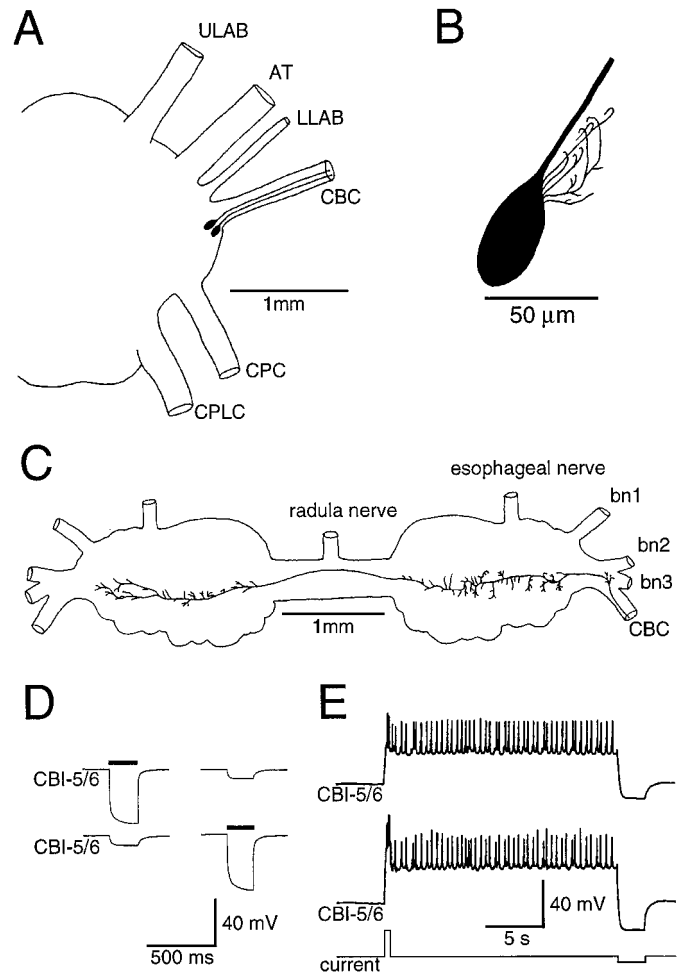 A
ULAB
AT
LLAB
CBC
1mm
CPC
CPLC
B
50 μm
C
esophageal nerve
radula nerve
bn1
bn2
bn3
CBC
1mm
D
CBI-5/6
CBI-5/6
40 mV
500 ms
E
CBI-5/6
CBI-5/6
40 mV
5 s
current